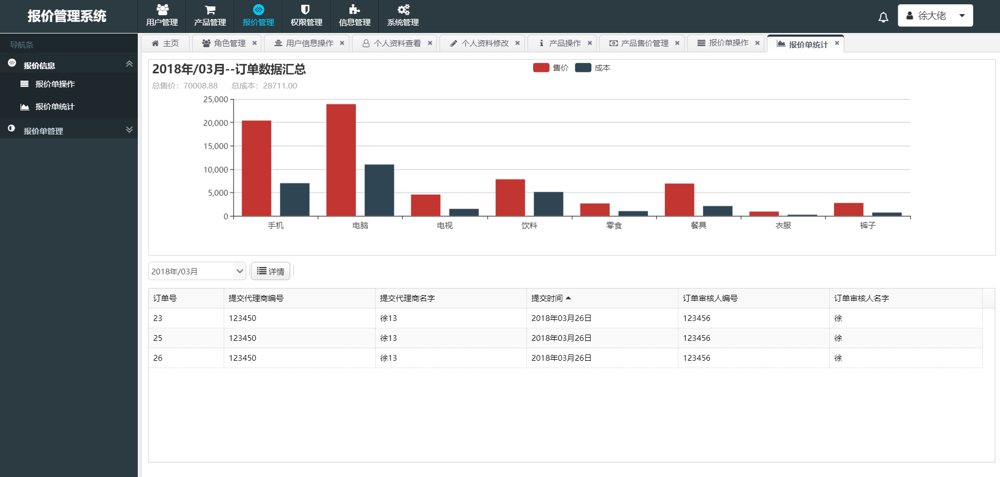 报价管理系统
用户管理 产品管理 报价管理 权限管理 信息管理 系统管理
徐大佬
导航条
报价信息
报价单操作
报价单统计
报价单管理
主页 角色管理 用户信息操作 个人资料查看 个人资料修改 产品操作 产品售价管理 报价单操作 报价单统计
2018年/03月--订单数据汇总
总售价：70008.88 总成本：28711.00
售价 成本
25,000
20,000
15,000
10,000
5,000
0
手机 电脑 电视 饮料 零食 餐具 衣服 裤子
2018年/03月 详情
订单号 提交代理商编号 提交代理商名字 提交时间 订单审核人编号 订单审核人名字
23 123450 徐13 2018年03月26日 123456 徐
25 123450 徐13 2018年03月26日 123456 徐
26 123450 徐13 2018年03月26日 123456 徐